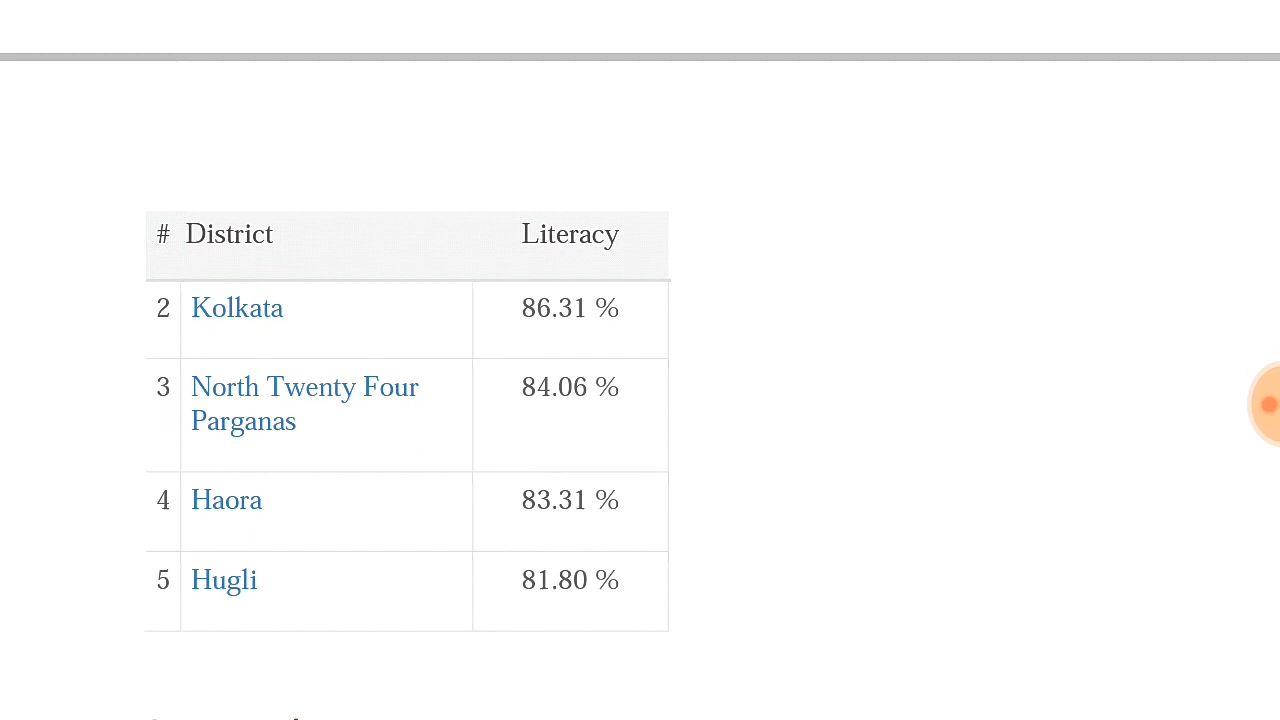 # District Literacy
2 Kolkata 86.31 %
3 North Twenty Four 84.06 %
Parganas
4 Haora 83.31 %
5 Hugli 81.80 %